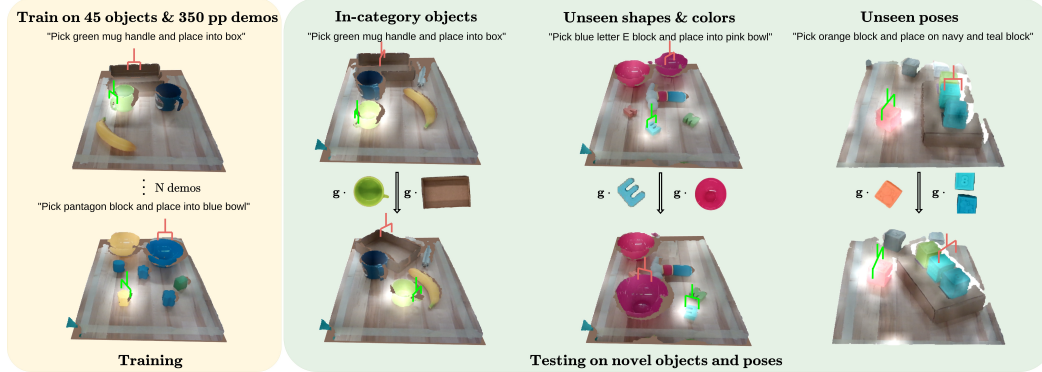 Train on 45 objects & 350 pp demos
"Pick green mug handle and place into box"
⋮ N demos
"Pick pantagon block and place into blue bowl"
Training
In-category objects
"Pick green mug handle and place into box"
g ·
g ·
Unseen shapes & colors
"Pick blue letter E block and place into pink bowl"
g ·
g ·
Unseen poses
"Pick orange block and place on navy and teal block"
g ·
g ·
Testing on novel objects and poses